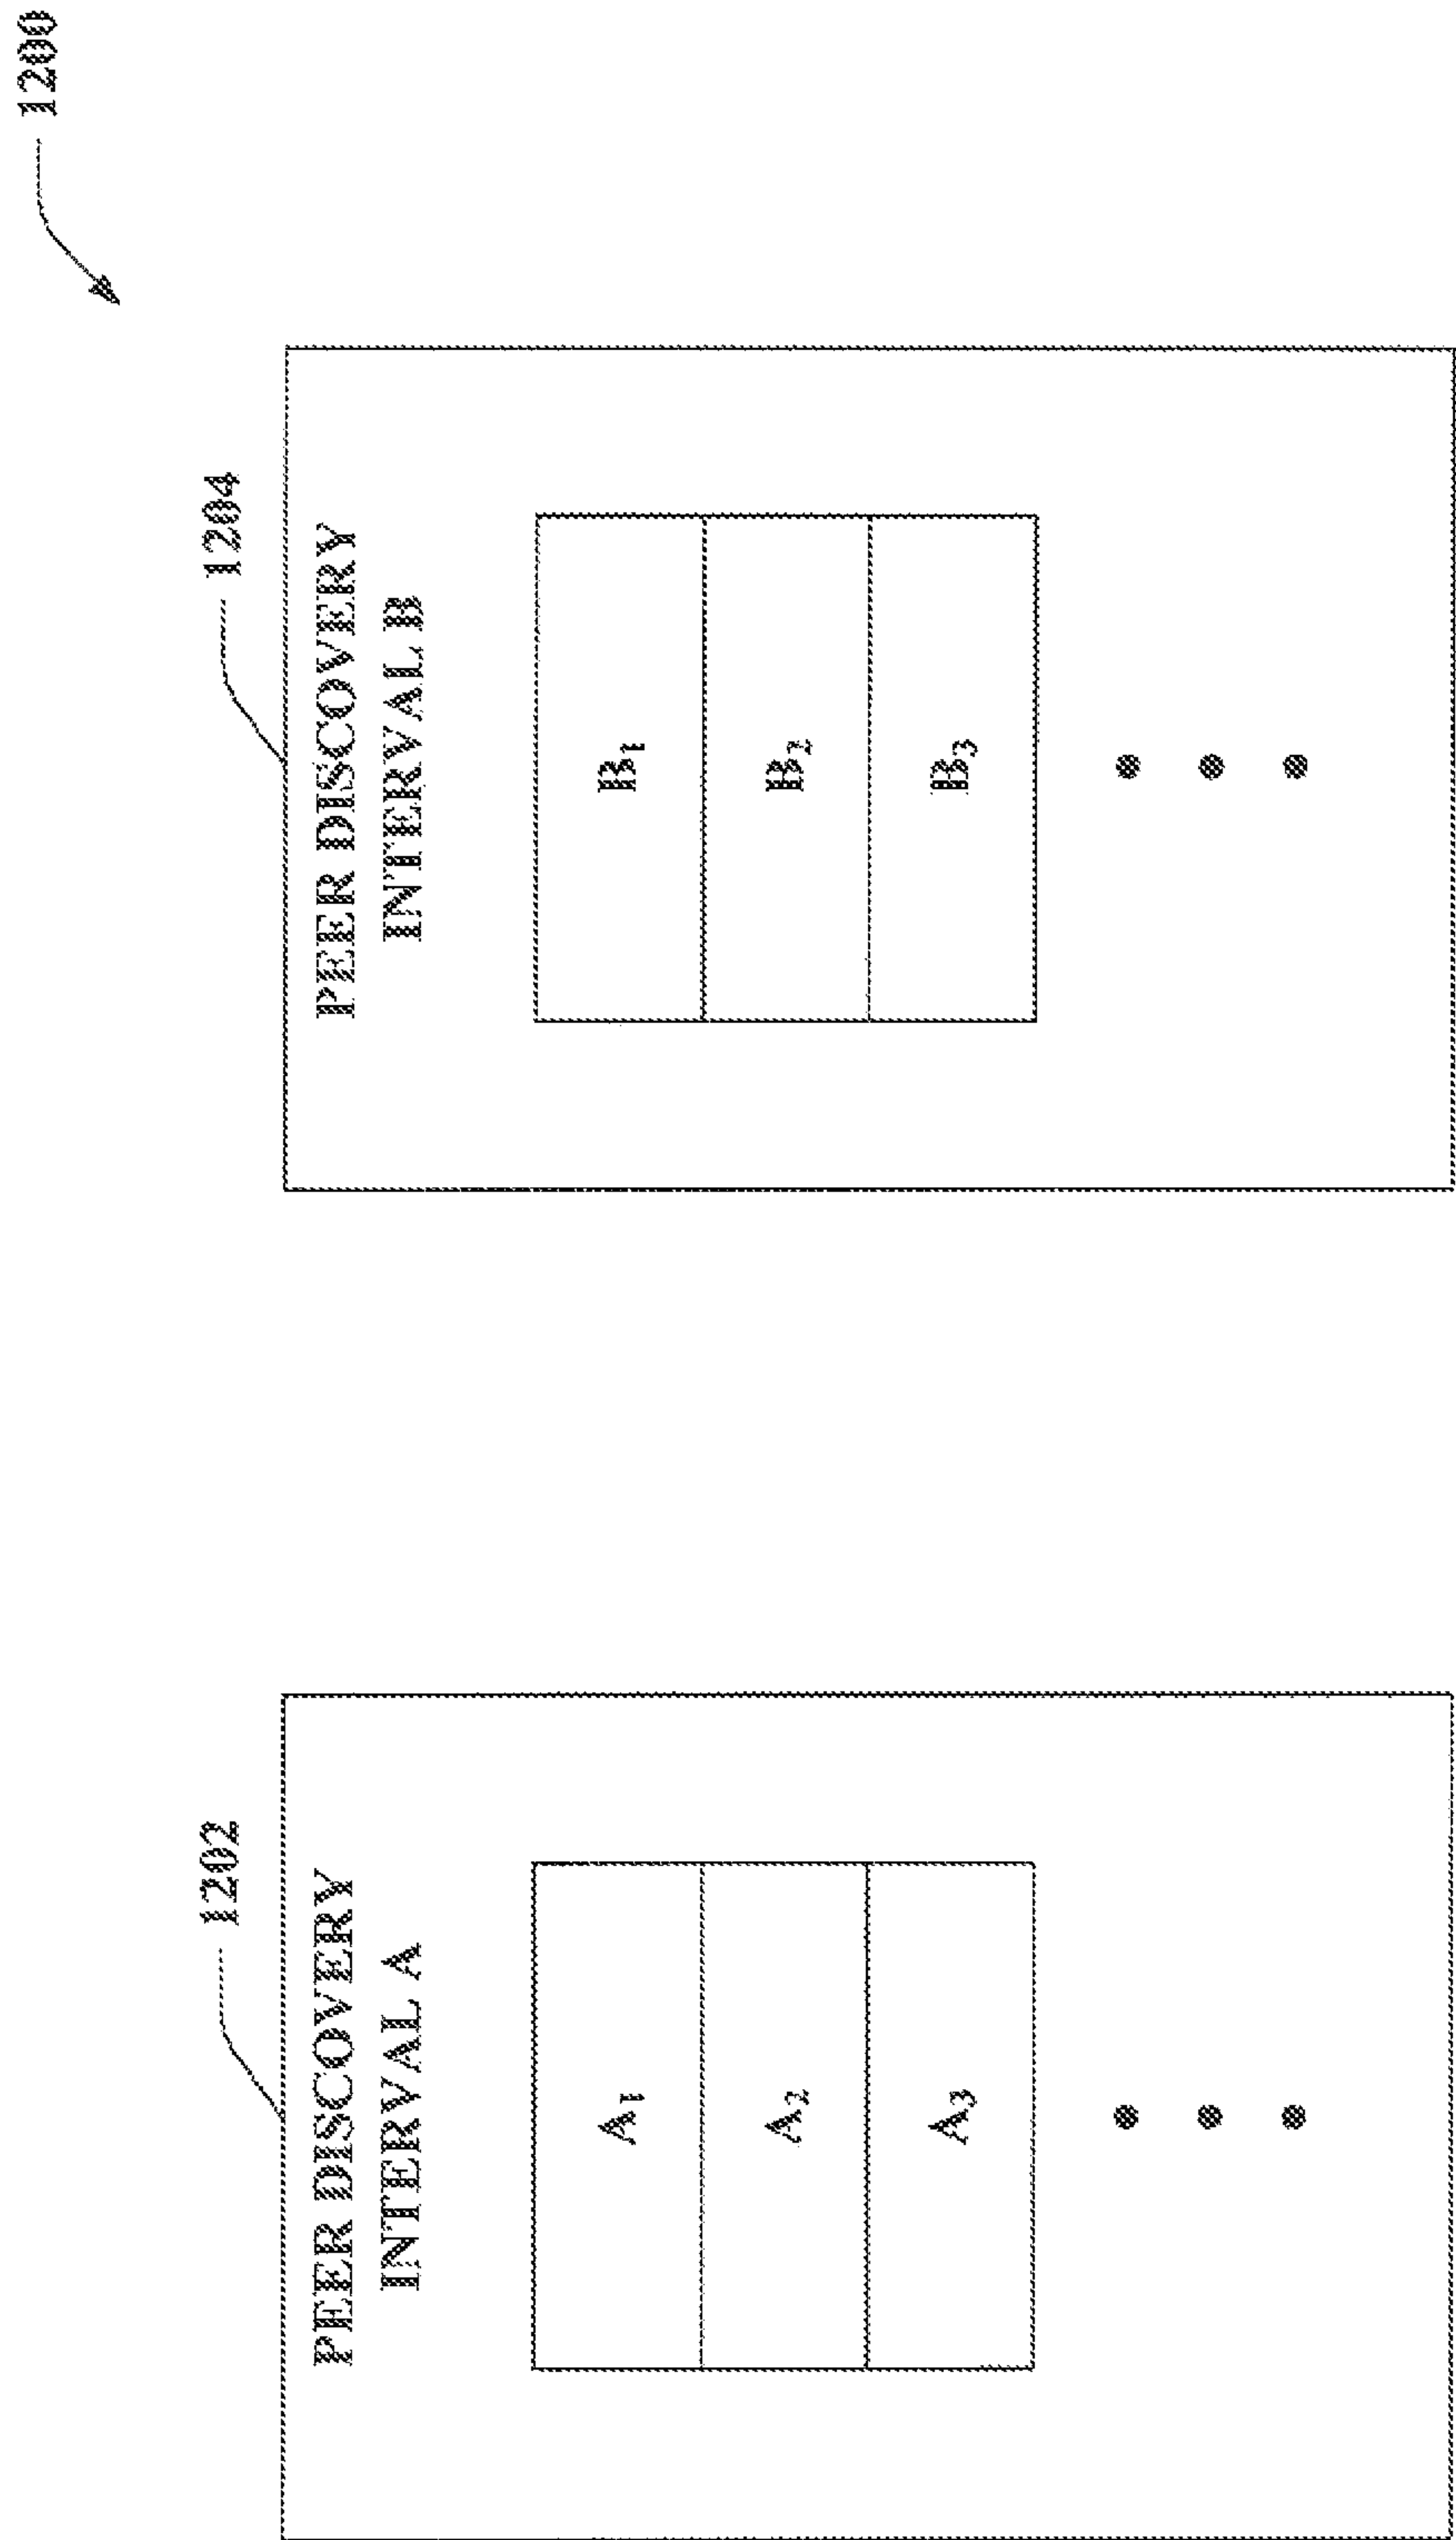 1200
1202
PEER DISCOVERY
INTERVAL A
A₁
A₂
A₃
1204
PEER DISCOVERY
INTERVAL B
B₁
B₂
B₃